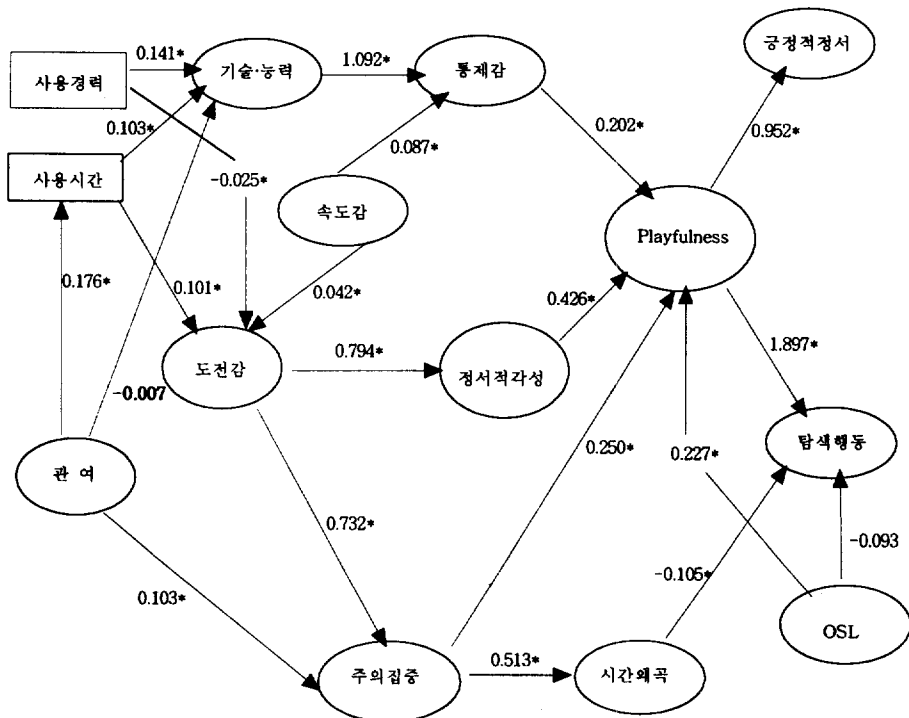 긍정적정서
0.141*
기술·능력
1.092*
통제감
사용경력
0.202*
0.952*
0.103*
0.087*
사용시간
-0.025*
속도감
Playfulness
0.176*
0.101*
0.042*
0.426*
도전감
0.794*
정서적각성
1.897*
-0.007
탐색행동
0.250*
0.227*
관 여
0.732*
-0.093
-0.105*
0.103*
OSL
주의집중
0.513*
시간왜곡